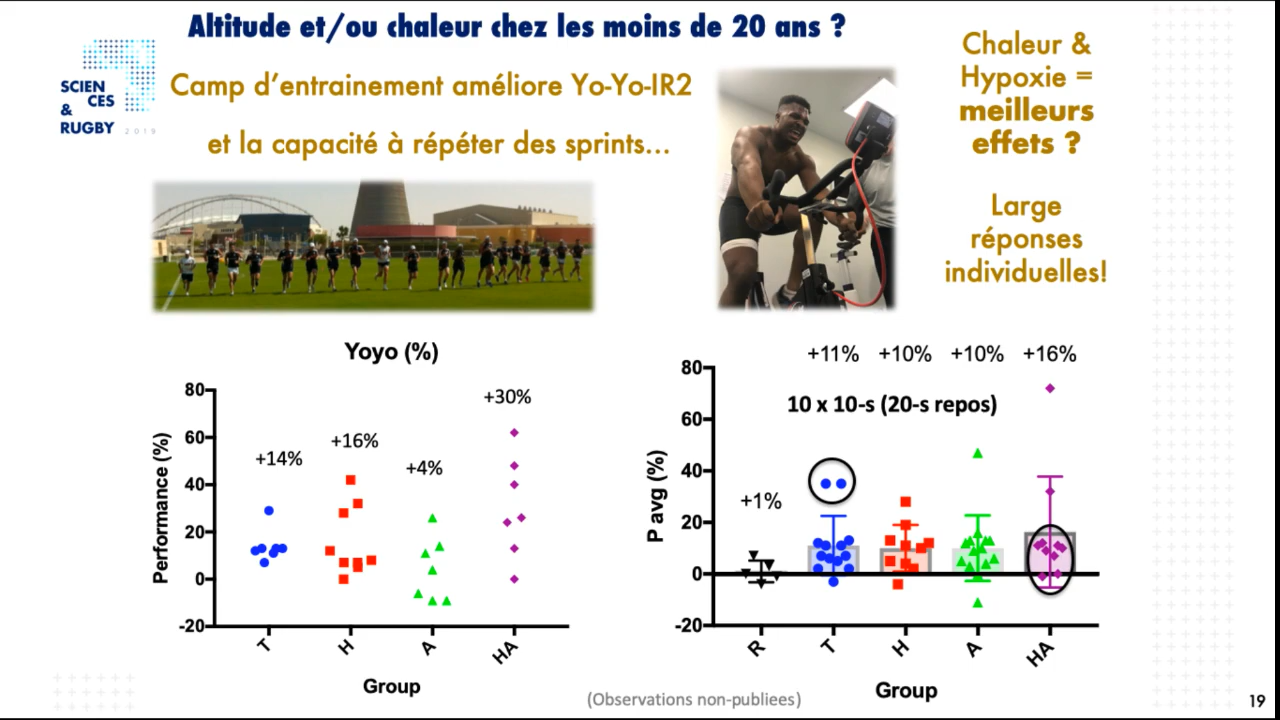 Altitude et/ou chaleur chez les moins de 20 ans ?
SCIEN
CES
&
RUGBY 2019
Camp d'entrainement améliore Yo-Yo-IR2
et la capacité à répéter des sprints...
Chaleur &
Hypoxie =
meilleurs
effets ?
Large
réponses
individuelles!
Yoyo (%)
Performance (%)
80
60
40
20
0
-20
+14%
+16%
+4%
+30%
T
H
A
HA
Group
+11%
+10%
+10%
+16%
10 x 10-s (20-s repos)
P avg (%)
80
60
40
20
0
-20
+1%
R
T
H
A
HA
Group
(Observations non-publiees)
19